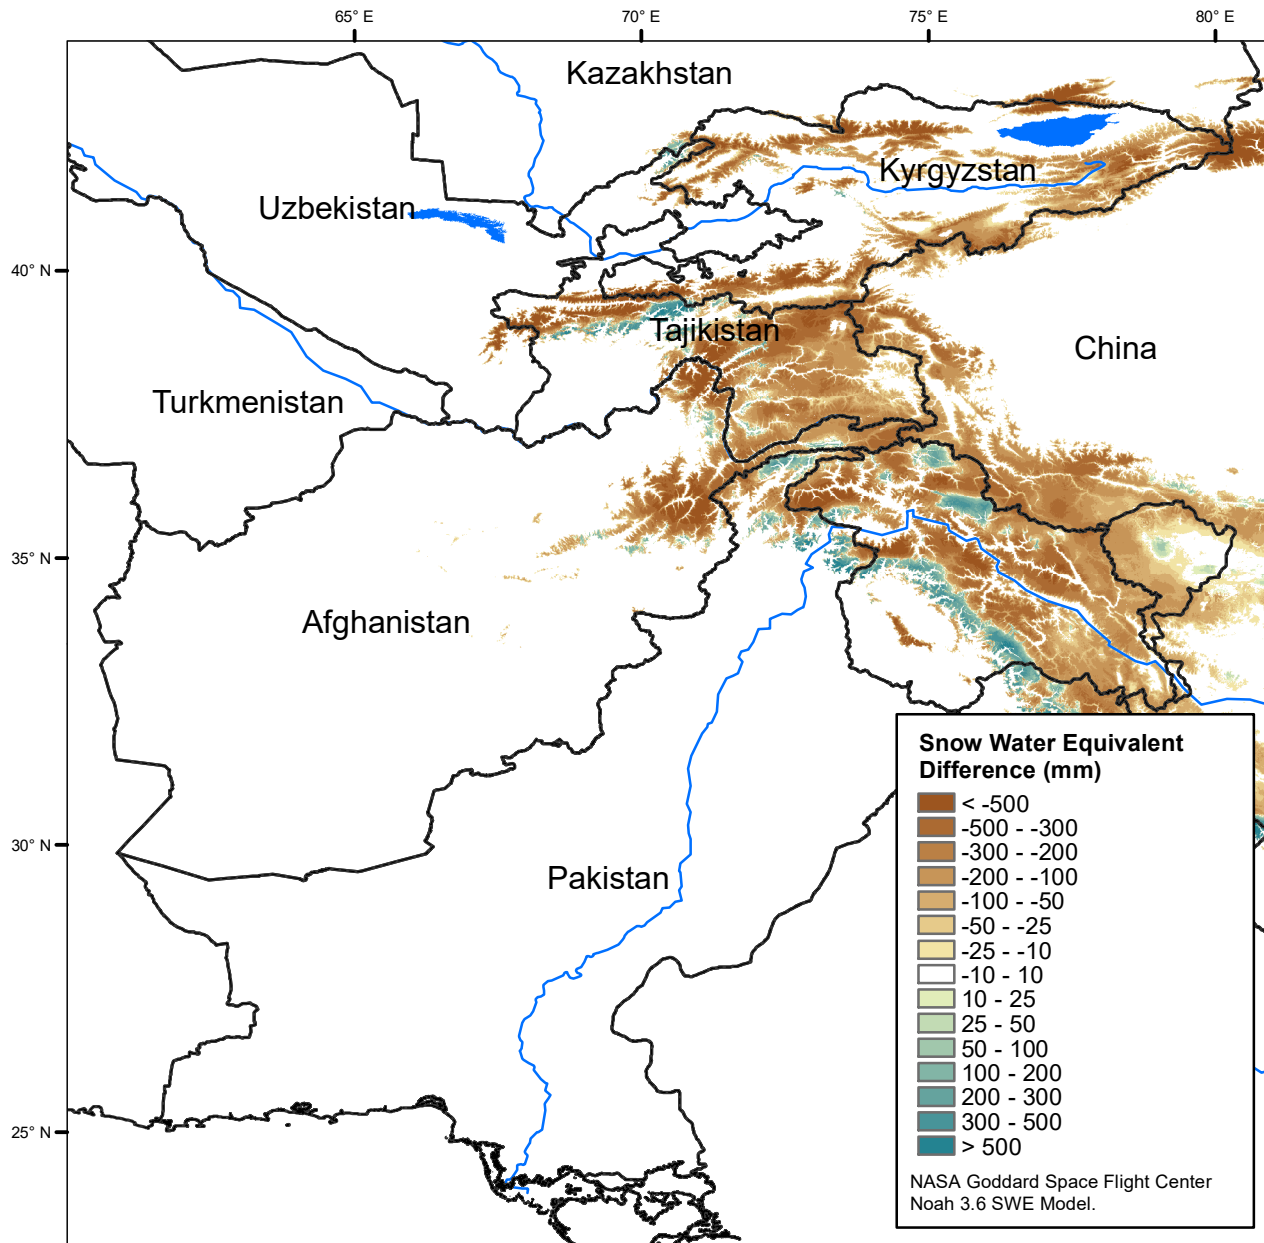 65° E
70° E
75° E
80° E
Kazakhstan
Kyrgyzstan
Uzbekistan
40° N
Tajikistan
China
Turkmenistan
35° N
Afghanistan
Snow Water Equivalent
Difference (mm)
< -500
-500 - -300
-300 - -200
-200 - -100
-100 - -50
-50 - -25
-25 - -10
-10 - 10
10 - 25
25 - 50
50 - 100
100 - 200
200 - 300
300 - 500
> 500
30° N
Pakistan
25° N
NASA Goddard Space Flight Center
Noah 3.6 SWE Model.